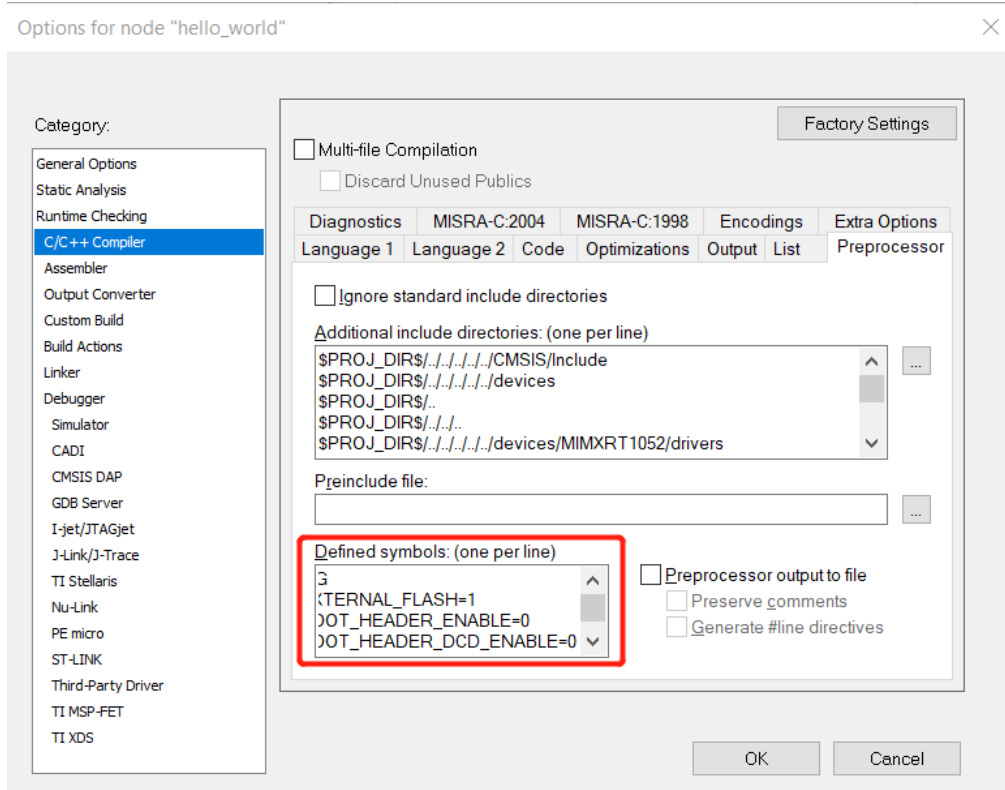 Options for node "hello_world"
Category:
General Options
Static Analysis
Runtime Checking
C/C++ Compiler
Assembler
Output Converter
Custom Build
Build Actions
Linker
Debugger
Simulator
CADI
CMSIS DAP
GDB Server
I-jet/JTAGjet
J-Link/J-Trace
TI Stellaris
Nu-Link
PE micro
ST-LINK
Third-Party Driver
TI MSP-FET
TI XDS
Factory Settings
Multi-file Compilation
Discard Unused Publics
Diagnostics MISRA-C:2004 MISRA-C:1998 Encodings Extra Options
Language 1 Language 2 Code Optimizations Output List Preprocessor
Ignore standard include directories
Additional include directories: (one per line)
$PROJ_DIR$/../../../../../CMSIS/Include
$PROJ_DIR$/../../../../../devices
$PROJ_DIR$/..
$PROJ_DIR$/../../..
$PROJ_DIR$/../../../../../devices/MIMXRT1052/drivers
...
Preinclude file:
...
Defined symbols: (one per line)
G
XTERNAL_FLASH=1
OOT_HEADER_ENABLE=0
OOT_HEADER_DCD_ENABLE=0
Preprocessor output to file
Preserve comments
Generate #line directives
OK Cancel